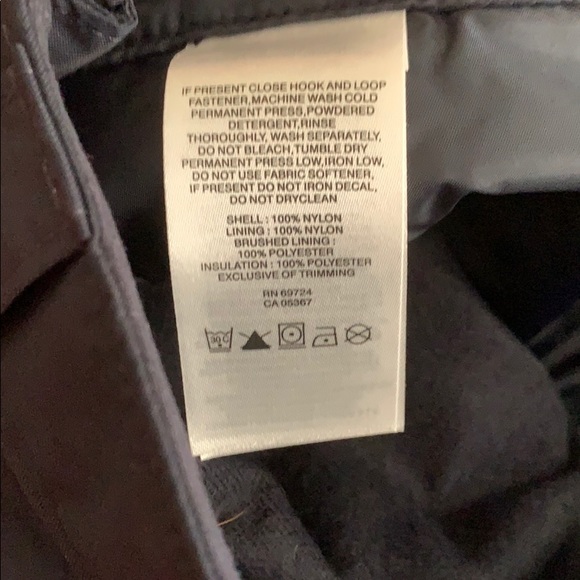 IF PRESENT CLOSE HOOK AND LOOP
FASTENER,MACHINE WASH COLD
PERMANENT PRESS,POWDERED
DETERGENT,RINSE
THOROUGHLY, WASH SEPARATELY,
DO NOT BLEACH,TUMBLE DRY
PERMANENT PRESS LOW,IRON LOW,
DO NOT USE FABRIC SOFTENER,
IF PRESENT DO NOT IRON DECAL,
DO NOT DRYCLEAN
SHELL : 100% NYLON
LINING : 100% NYLON
BRUSHED LINING :
100% POLYESTER
INSULATION : 100% POLYESTER
EXCLUSIVE OF TRIMMING
RN 69724
CA 05367
30 C